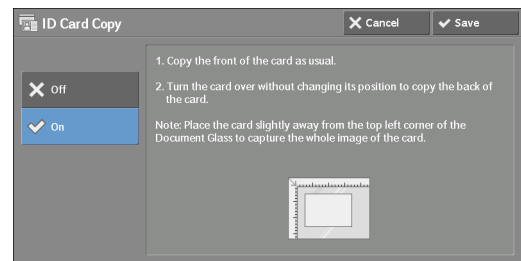 ID Card Copy
Cancel
Save
Off
On
1. Copy the front of the card as usual.
2. Turn the card over without changing its position to copy the back of
the card.
Note: Place the card slightly away from the top left corner of the
Document Glass to capture the whole image of the card.